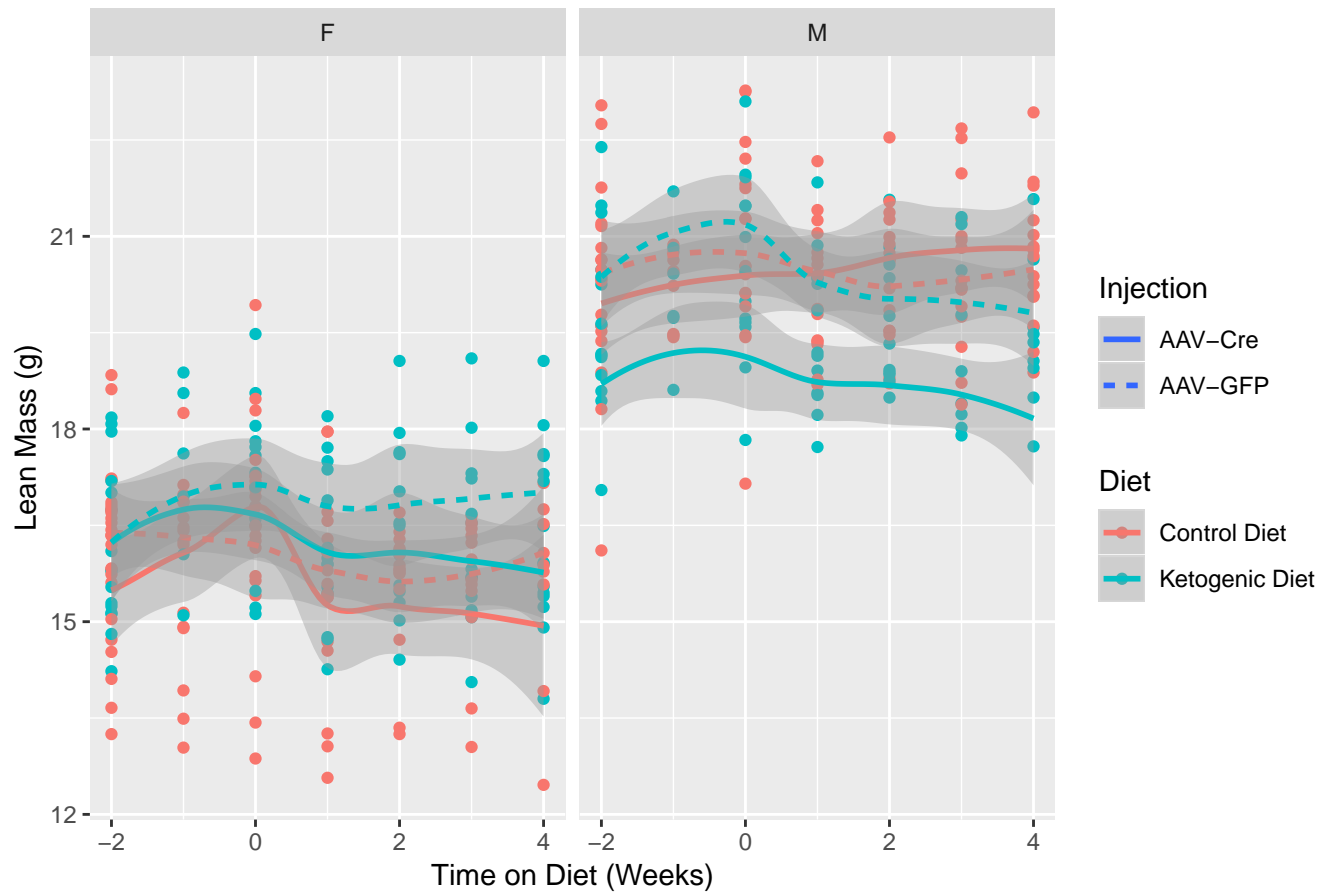 F
M
21
18
15
12
−2
0
2
4
−2
0
2
4
Time on Diet (Weeks)
Lean Mass (g)
Injection
AAV−Cre
AAV−GFP
Diet
Control Diet
Ketogenic Diet